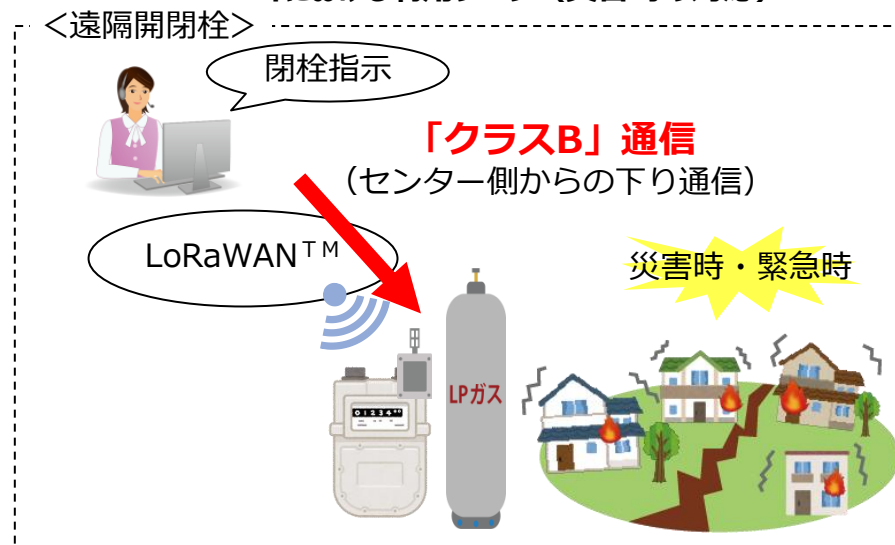 <遠隔開閉栓>
閉栓指示
「クラスB」通信
(センター側からの下り通信)
LoRaWAN™
災害時・緊急時
LPガス
01234